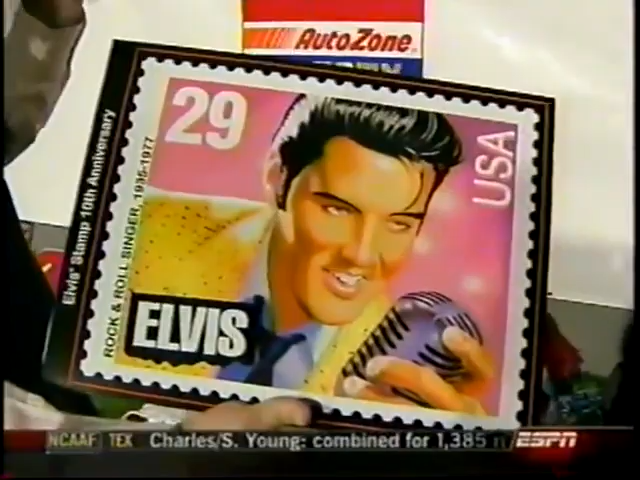 AutoZone
29
USA
Elvis® Stamp 10th Anniversary
ROCK & ROLL SINGER, 1935-1977
ELVIS
NCAAF TEX Charles/S. Young: combined for 1,385
ESPN